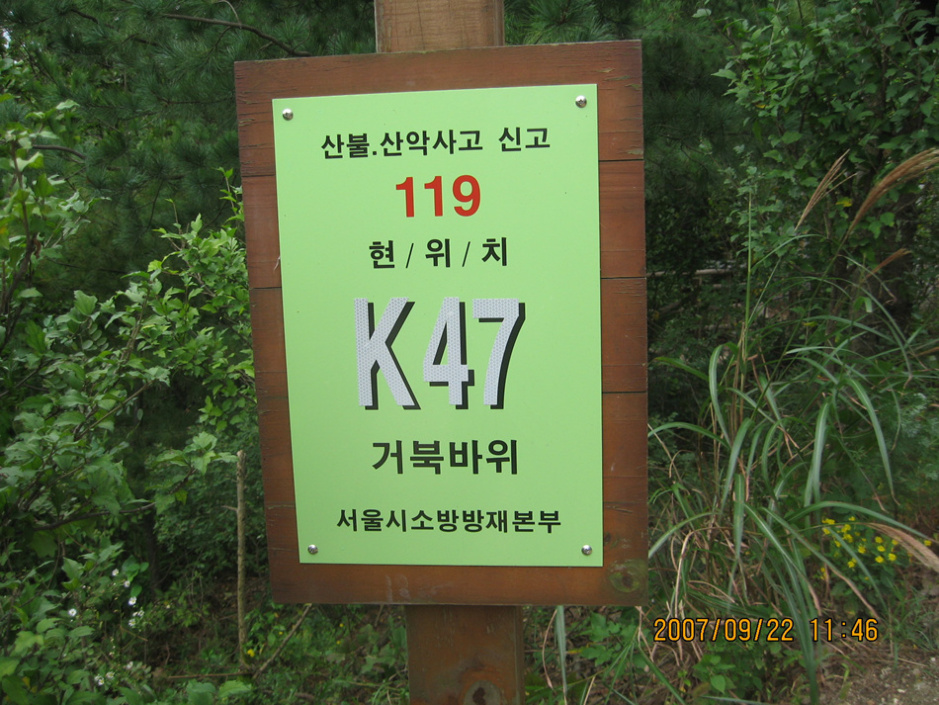 산불.산악사고 신고
119
현/위/치
K47
거북바위
서울시소방방재본부
2007/09/22 11:46